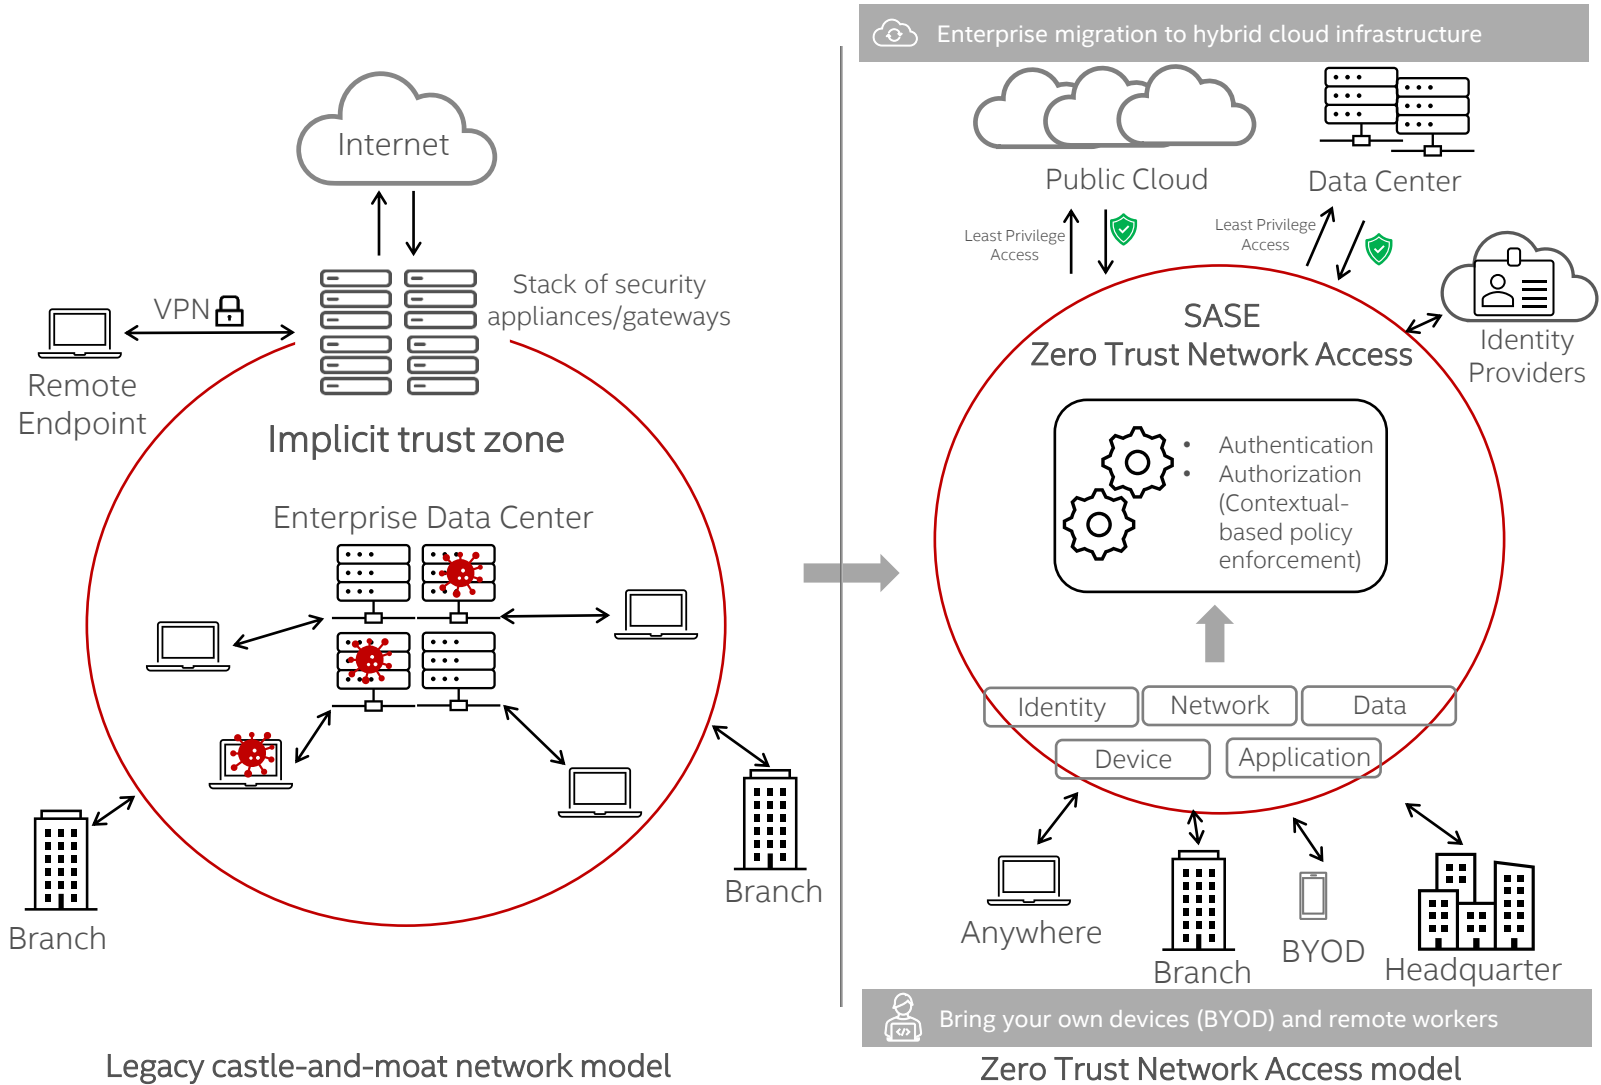 Internet
VPN
Stack of security
appliances/gateways
Remote
Endpoint
Implicit trust zone
Enterprise Data Center
Branch
Branch
Legacy castle-and-moat network model
Enterprise migration to hybrid cloud infrastructure
Public Cloud
Data Center
Least Privilege
Access
Least Privilege
Access
Identity
Providers
SASE
Zero Trust Network Access
• Authentication
• Authorization
(Contextual-
based policy
enforcement)
Identity
Network
Data
Device
Application
Anywhere
Branch
BYOD
Headquarter
Bring your own devices (BYOD) and remote workers
Zero Trust Network Access model